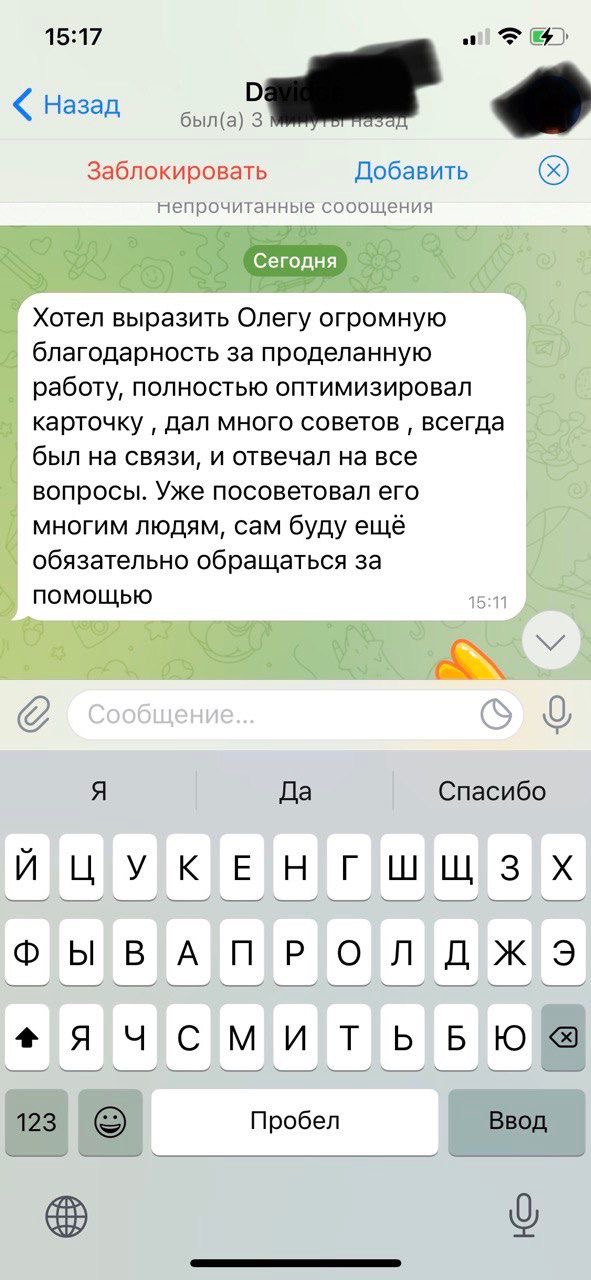 15:17
Назад
David
был(а) 3 минуты назад
Заблокировать
Добавить
Непрочитанные сообщения
Сегодня
Хотел выразить Олегу огромную
благодарность за проделанную
работу, полностью оптимизировал
карточку , дал много советов , всегда
был на связи, и отвечал на все
вопросы. Уже посоветовал его
многим людям, сам буду ещё
обязательно обращаться за
помощью
15:11
Сообщение...
Я Да Спасибо
Й Ц У К Е Н Г Ш Щ З Х
Ф Ы В А П Р О Л Д Ж Э
Я Ч С М И Т Ь Б Ю
123 Пробел Ввод